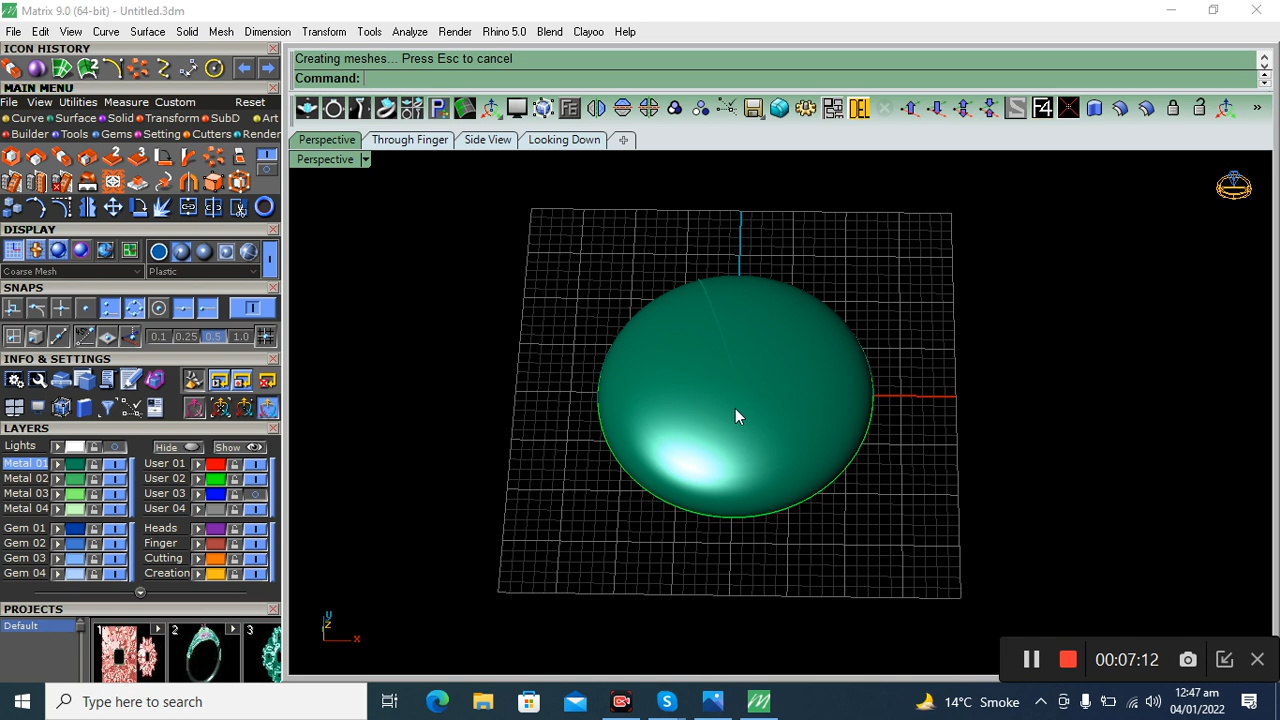 Matrix 9.0 (64-bit) - Untitled.3dm
File Edit View Curve Surface Solid Mesh Dimension Transform Tools Analyze Render Rhino 5.0 Blend Clayoo Help
ICON HISTORY
MAIN MENU
File View Utilities Measure Custom Reset
Curve Surface Solid Transform SubD Art
Builder Tools Gems Setting Cutters Render
DISPLAY
Coarse Mesh Plastic
SNAPS
0.1 0.25 0.5 1.0
INFO & SETTINGS
LAYERS
Lights Hide Show
Metal 01 User 01
Metal 02 User 02
Metal 03 User 03
Metal 04 User 04
Gem 01 Heads
Gem 02 Finger
Gem 03 Cutting
Gem 04 Creation
PROJECTS
Default
1 2 3
Creating meshes... Press Esc to cancel
Command:
F4 DEL
Perspective Through Finger Side View Looking Down
Perspective
y
z
x
00:07:12
Type here to search
14°C Smoke
12:47 am
04/01/2022